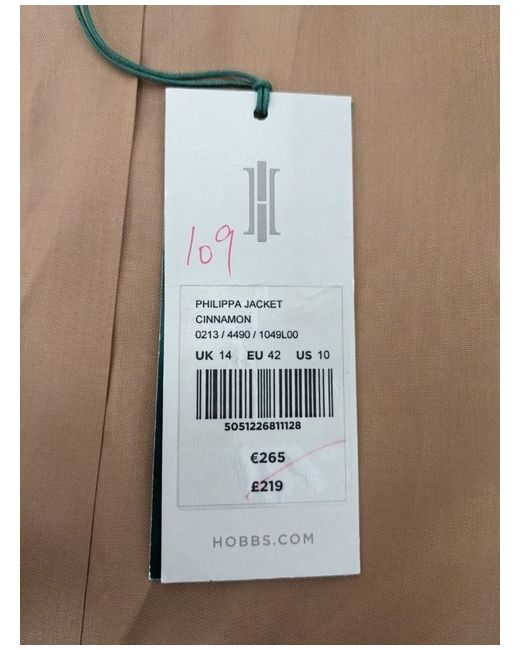 109
PHILIPPA JACKET
CINNAMON
0213 / 4490 / 1049L00
UK 14 EU 42 US 10
5051226811128
€265
£219
HOBBS.COM